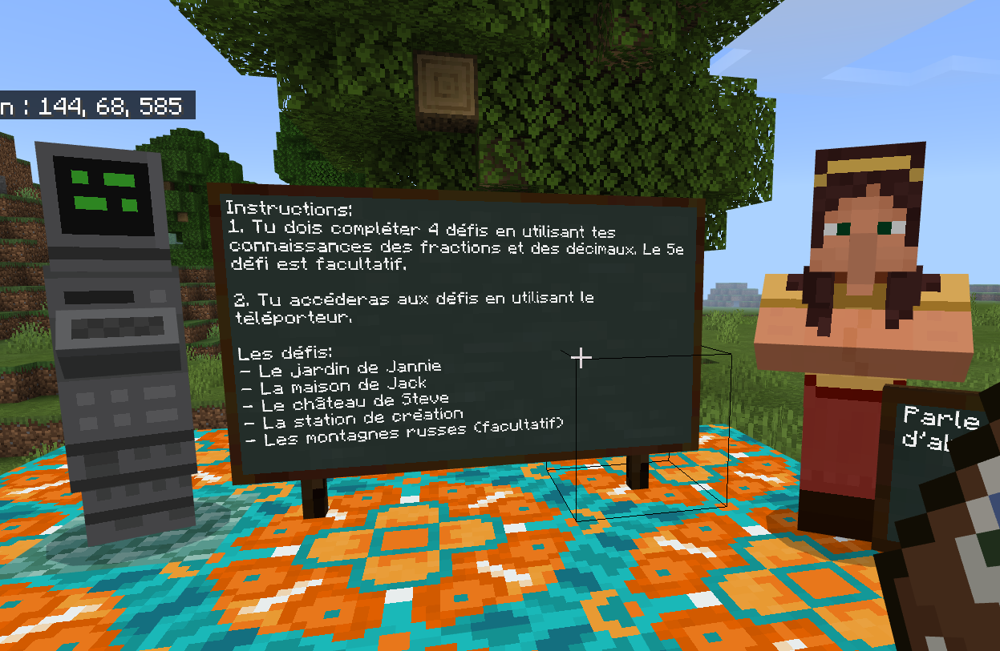 n : 144, 68, 585
Instructions:
1. Tu dois compléter 4 défis en utilisant tes
connaissances des fractions et des décimaux. Le 5e
défi est facultatif.
2. Tu accéderas aux défis en utilisant le
téléporteur.
Les défis:
- Le jardin de Jannie
- La maison de Jack
- Le château de Steve
- La station de création
- Les montagnes russes (facultatif)
Parle